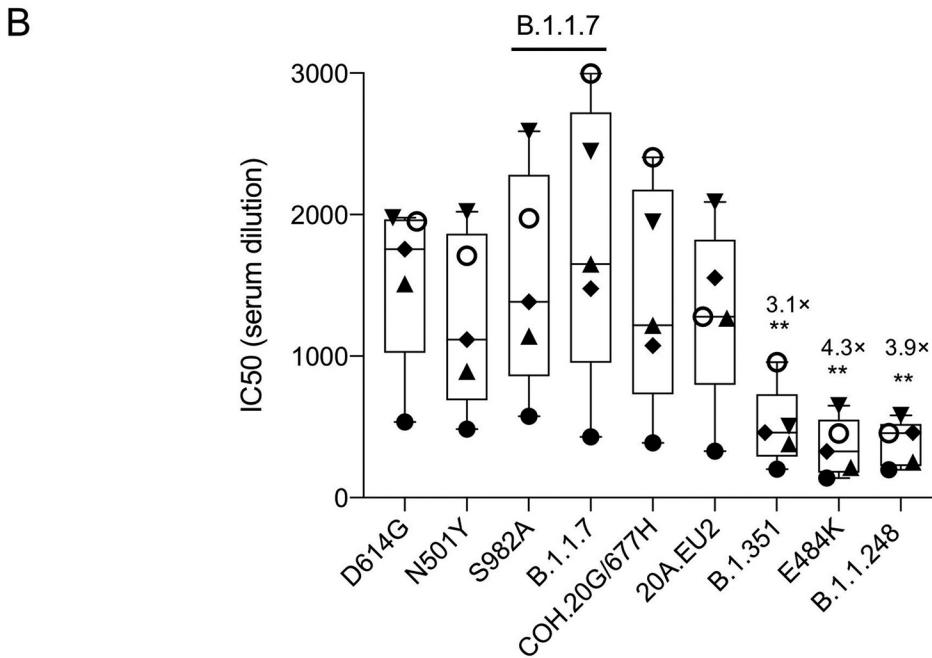 B
B.1.1.7
3000
2000
1000
0
IC50 (serum dilution)
3.1×
**
4.3×
**
3.9×
**
D614G
N501Y
S982A
B.1.1.7
COH.20G/677H
20A.EU2
B.1.351
E484K
B.1.1.248